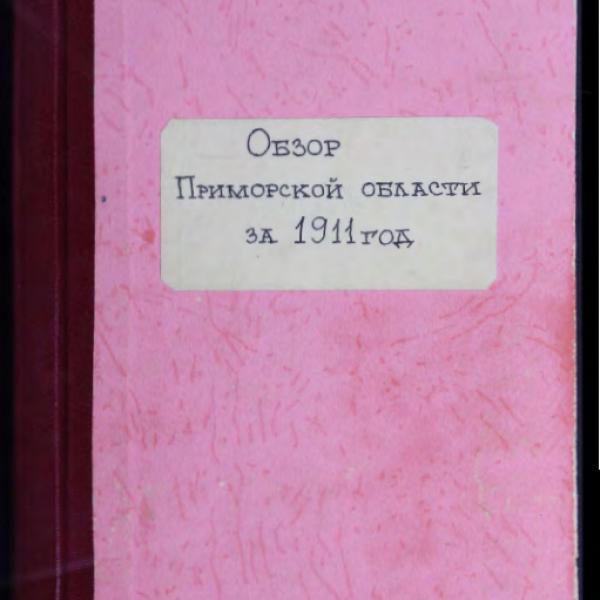 Обзор
Приморской области
за 1911 год